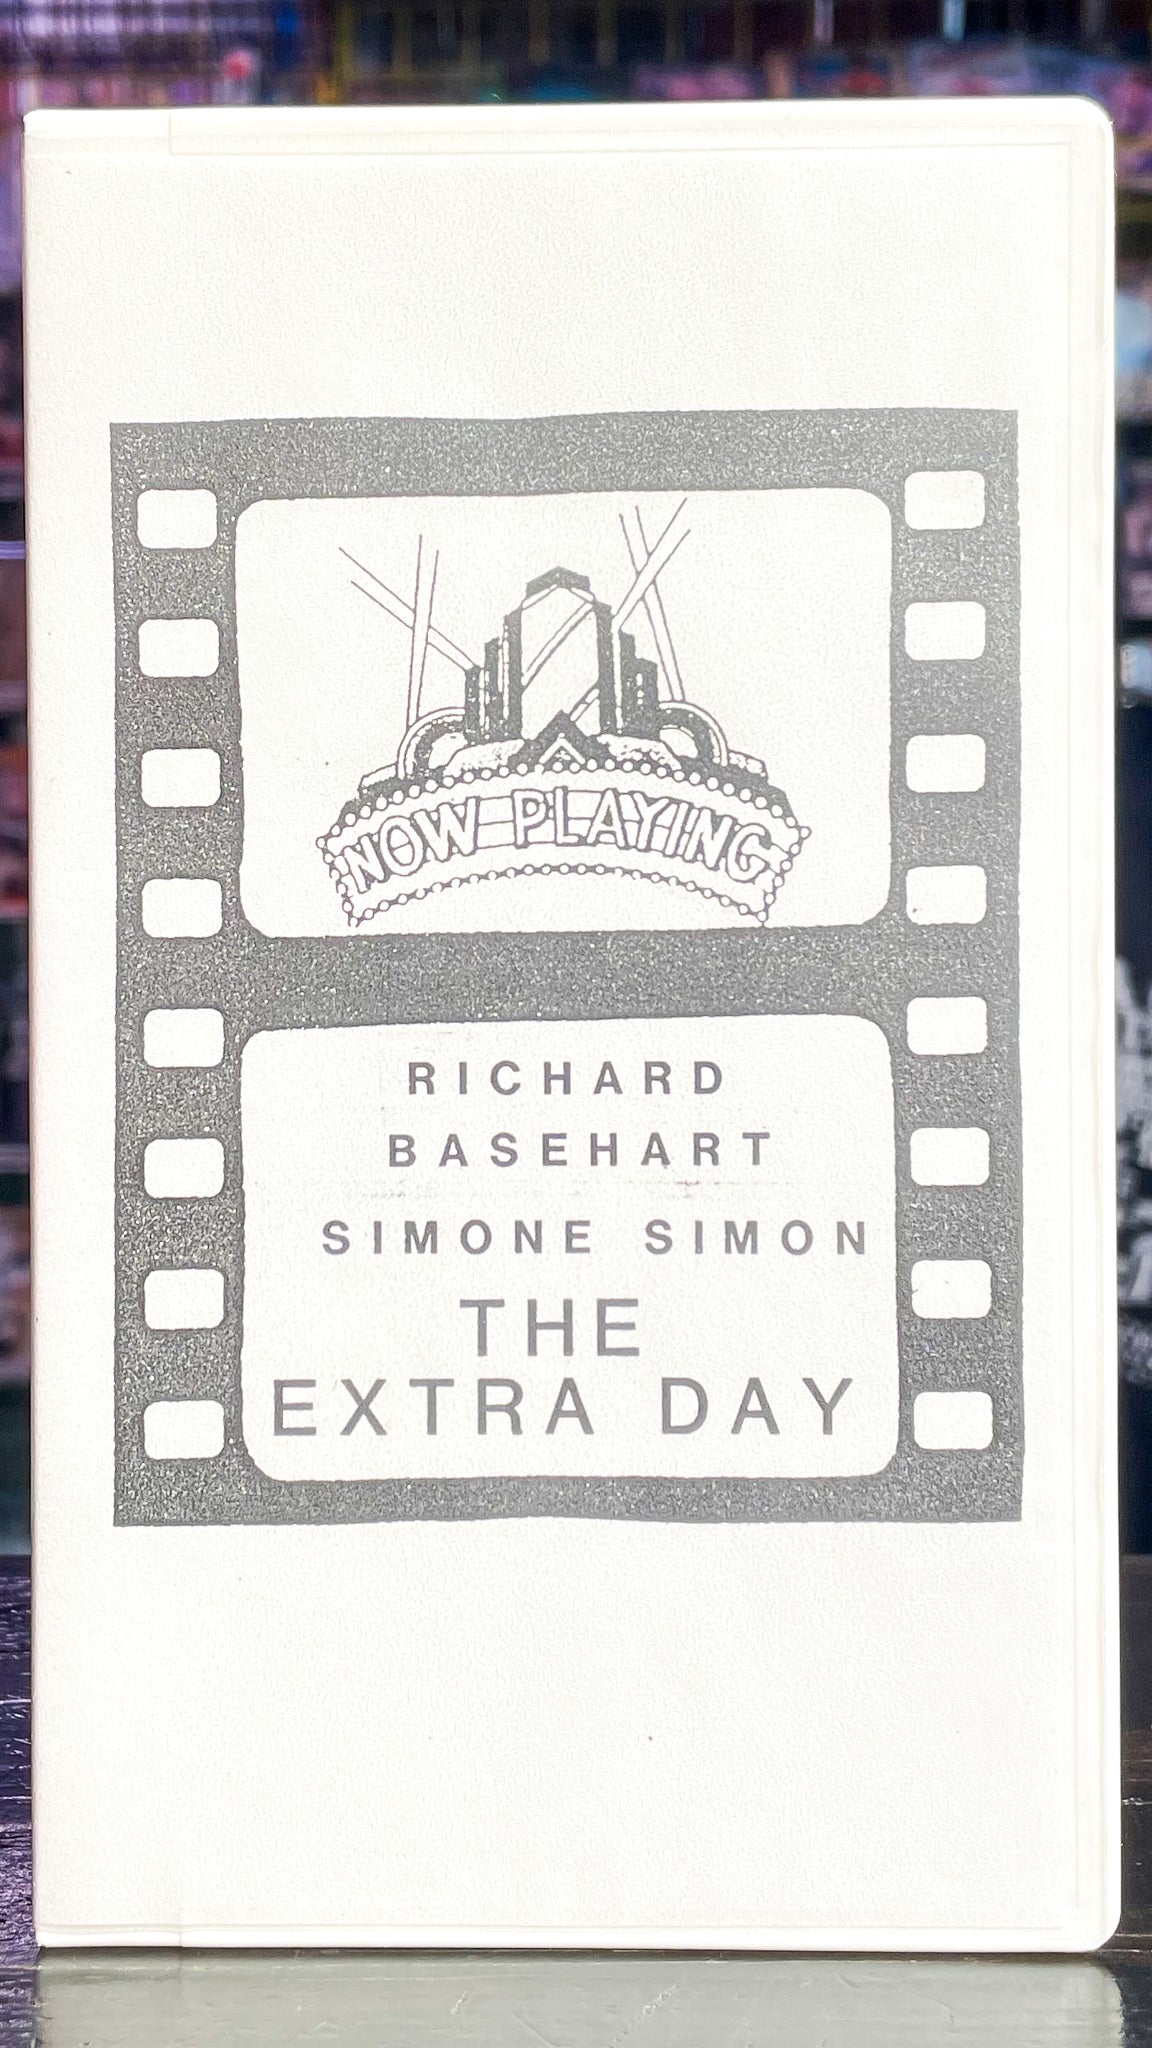 NOW PLAYING
RICHARD
BASEHART
SIMONE SIMON
THE
EXTRA DAY